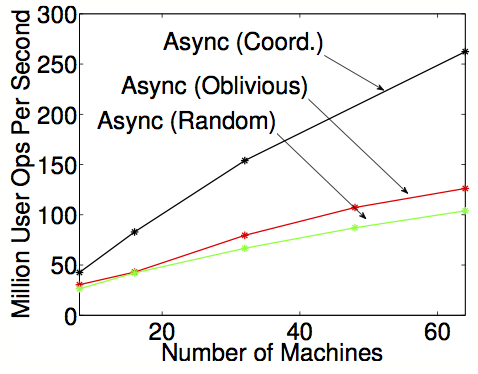 300
250
200
150
100
50
0
Million User Ops Per Second
Async (Coord.)
Async (Oblivious)
Async (Random)
20 40 60
Number of Machines